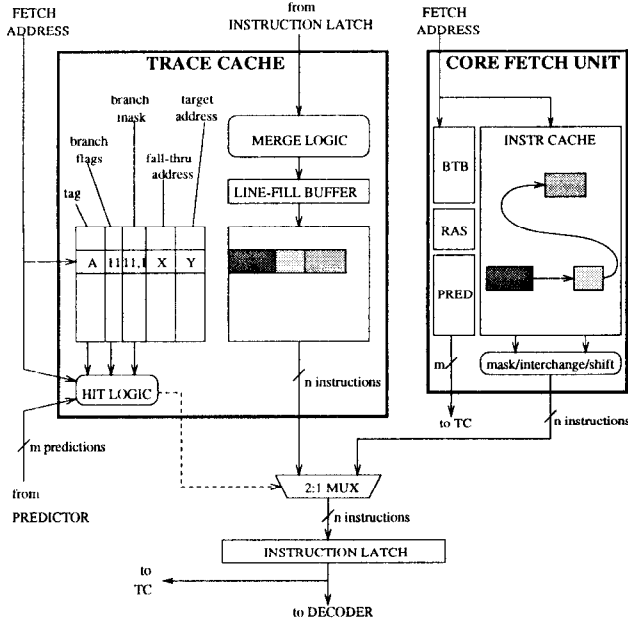 FETCH
ADDRESS
from
INSTRUCTION LATCH
FETCH
ADDRESS
TRACE CACHE
branch
mask
target
address
branch
flags
fall-thru
address
tag
MERGE LOGIC
LINE-FILL BUFFER
A
11
11,1
X
Y
HIT LOGIC
n instructions
m predictions
from
PREDICTOR
CORE FETCH UNIT
BTB
RAS
PRED
INSTR CACHE
m
mask/interchange/shift
to TC
n instructions
2:1 MUX
n instructions
INSTRUCTION LATCH
to
TC
to DECODER